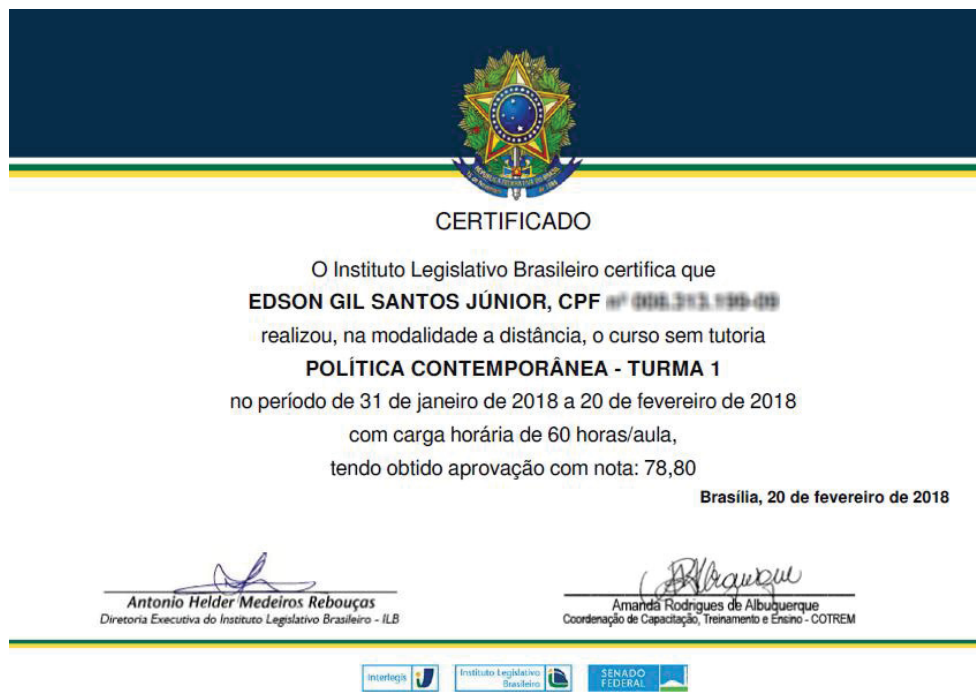 CERTIFICADO
O Instituto Legislativo Brasileiro certifica que
EDSON GIL SANTOS JÚNIOR, CPF
realizou, na modalidade a distância, o curso sem tutoria
POLÍTICA CONTEMPORÂNEA - TURMA 1
no período de 31 de janeiro de 2018 a 20 de fevereiro de 2018
com carga horária de 60 horas/aula,
tendo obtido aprovação com nota: 78,80
Brasília, 20 de fevereiro de 2018
Antonio Helder Medeiros Rebouças
Diretoria Executiva do Instituto Legislativo Brasileiro - ILB
Amanda Rodrigues de Albuquerque
Coordenação de Capacitação, Treinamento e Ensino - COTREM
Interlegis
Instituto Legislativo
Brasileiro
SENADO
FEDERAL